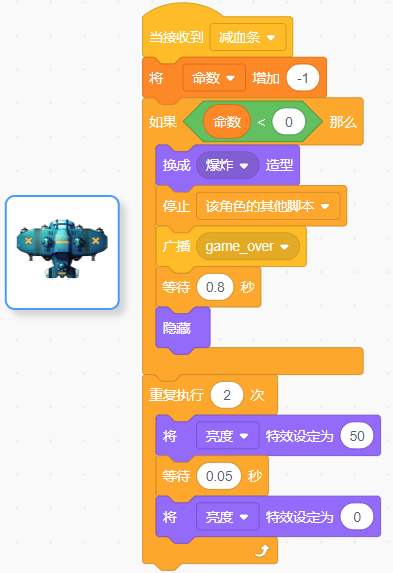 当接收到 减血条
将 命数 增加 -1
如果 命数 < 0 那么
换成 爆炸 造型
停止 该角色的其他脚本
广播 game_over
等待 0.8 秒
隐藏
重复执行 2 次
将 亮度 特效设定为 50
等待 0.05 秒
将 亮度 特效设定为 0